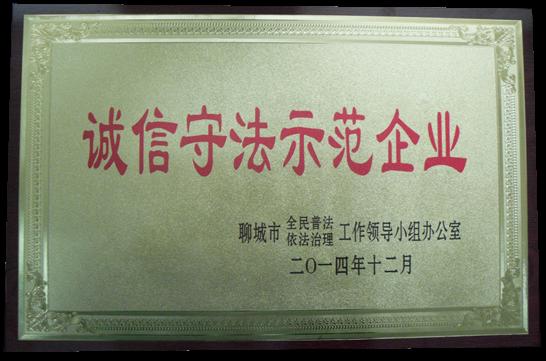 诚信守法示范企业
聊城市 全民普法 依法治理 工作领导小组办公室
二〇一四年十二月